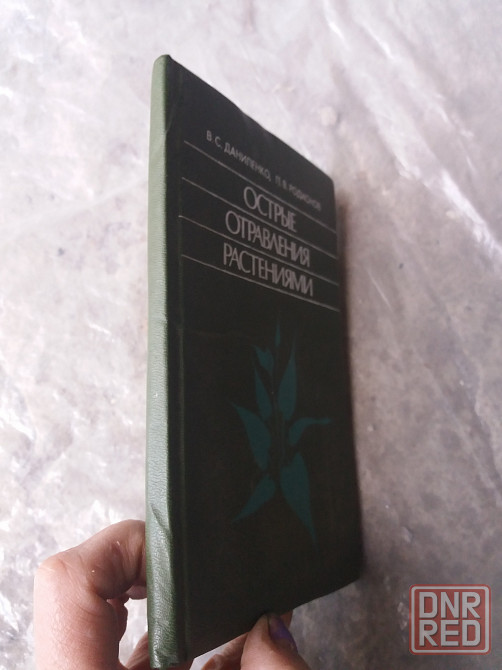 В. С. ДАНИЛЕНКО, П. В. РОДИОНОВ
ОСТРЫЕ
ОТРАВЛЕНИЯ
РАСТЕНИЯМИ
DNR
RED